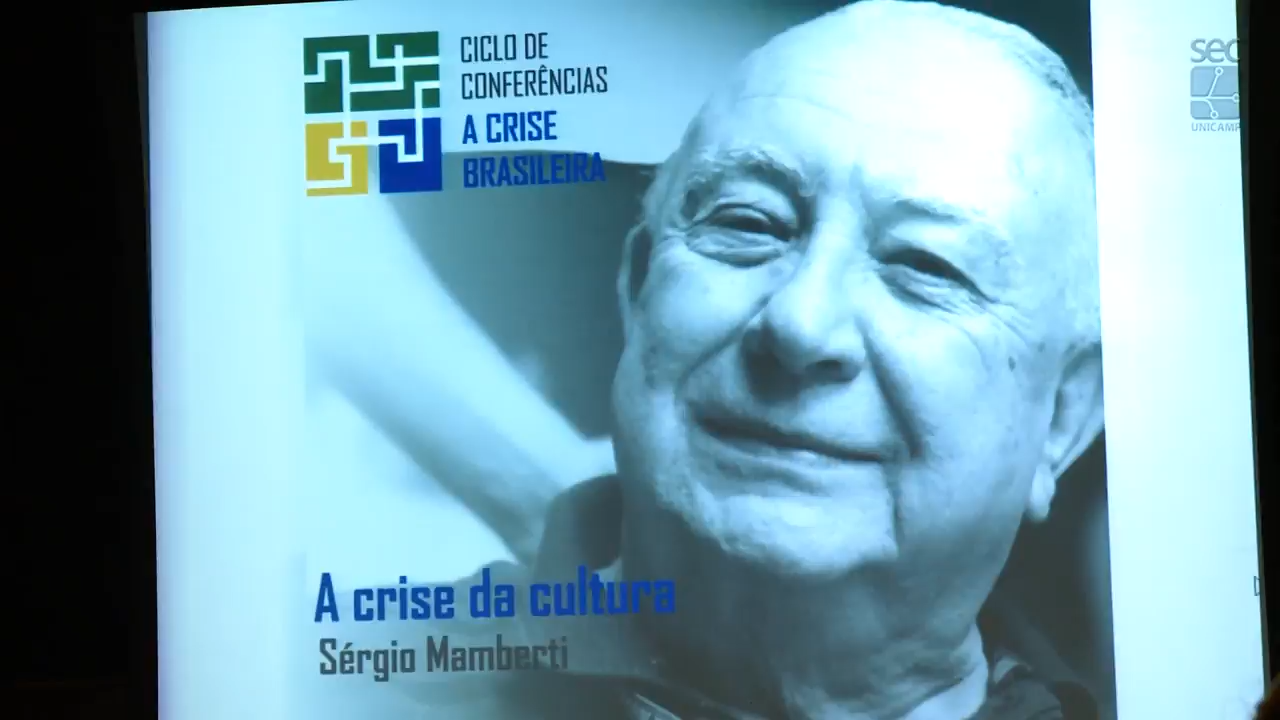 CICLO DE
CONFERÊNCIAS
A CRISE
BRASILEIRA
sec
UNICAMP
A crise da cultura
Sérgio Mamberti